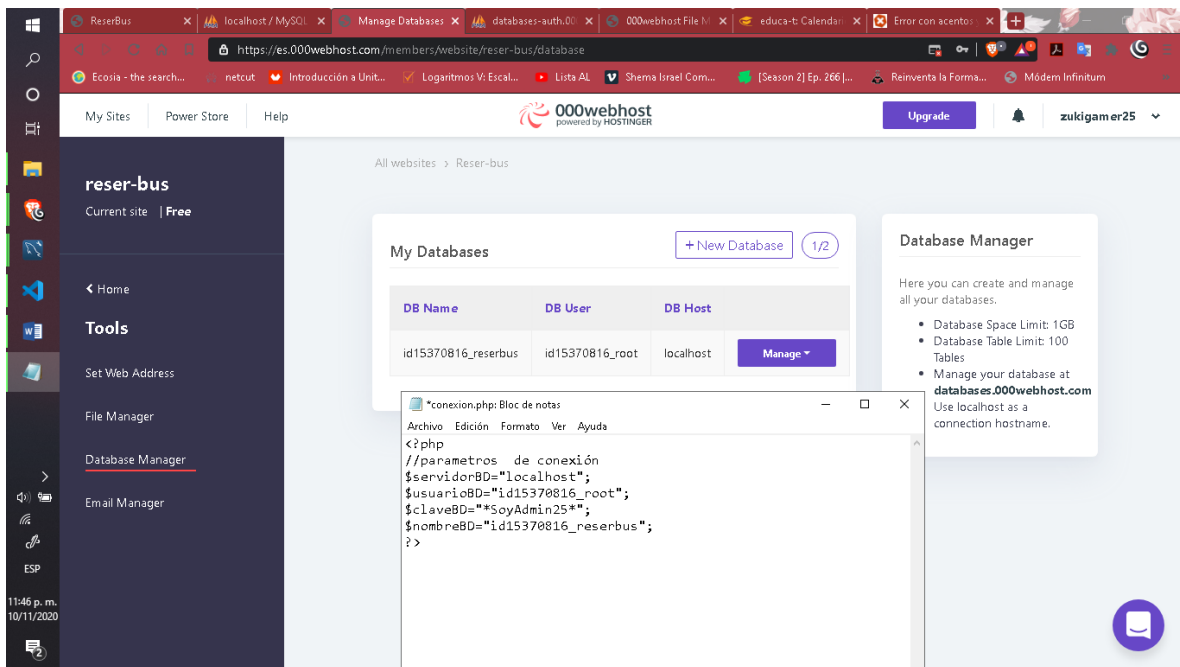 ReserBus
localhost / MySQL
Manage Databases
databases-auth.00
000webhost File M
educa-t: Calendari
Error con acentos
https://es.000webhost.com/members/website/reser-bus/database
Ecosia - the search...
netcut
Introducción a Unit...
Logaritmos V: Escal...
Lista AL
Shema Israel Com...
[Season 2] Ep. 266 |...
Reinventa la Forma...
Módem Infinitum
My Sites
Power Store
Help
000webhost
powered by HOSTINGER
Upgrade
zukigamer25
All websites > Reser-bus
reser-bus
Current site | Free
< Home
Tools
Set Web Address
File Manager
Database Manager
Email Manager
My Databases
+ New Database
1/2
DB Name DB User DB Host
id15370816_reserbus id15370816_root localhost Manage
Database Manager
Here you can create and manage
all your databases.
• Database Space Limit: 1GB
• Database Table Limit: 100
Tables
• Manage your database at
databases.000webhost.com
Use localhost as a
connection hostname.
*conexion.php: Bloc de notas
Archivo Edición Formato Ver Ayuda
<?php
//parametros  de conexión
$servidorBD="localhost";
$usuarioBD="id15370816_root";
$claveBD="*SoyAdmin25*";
$nombreBD="id15370816_reserbus";
?>
ESP
11:46 p. m.
10/11/2020
2